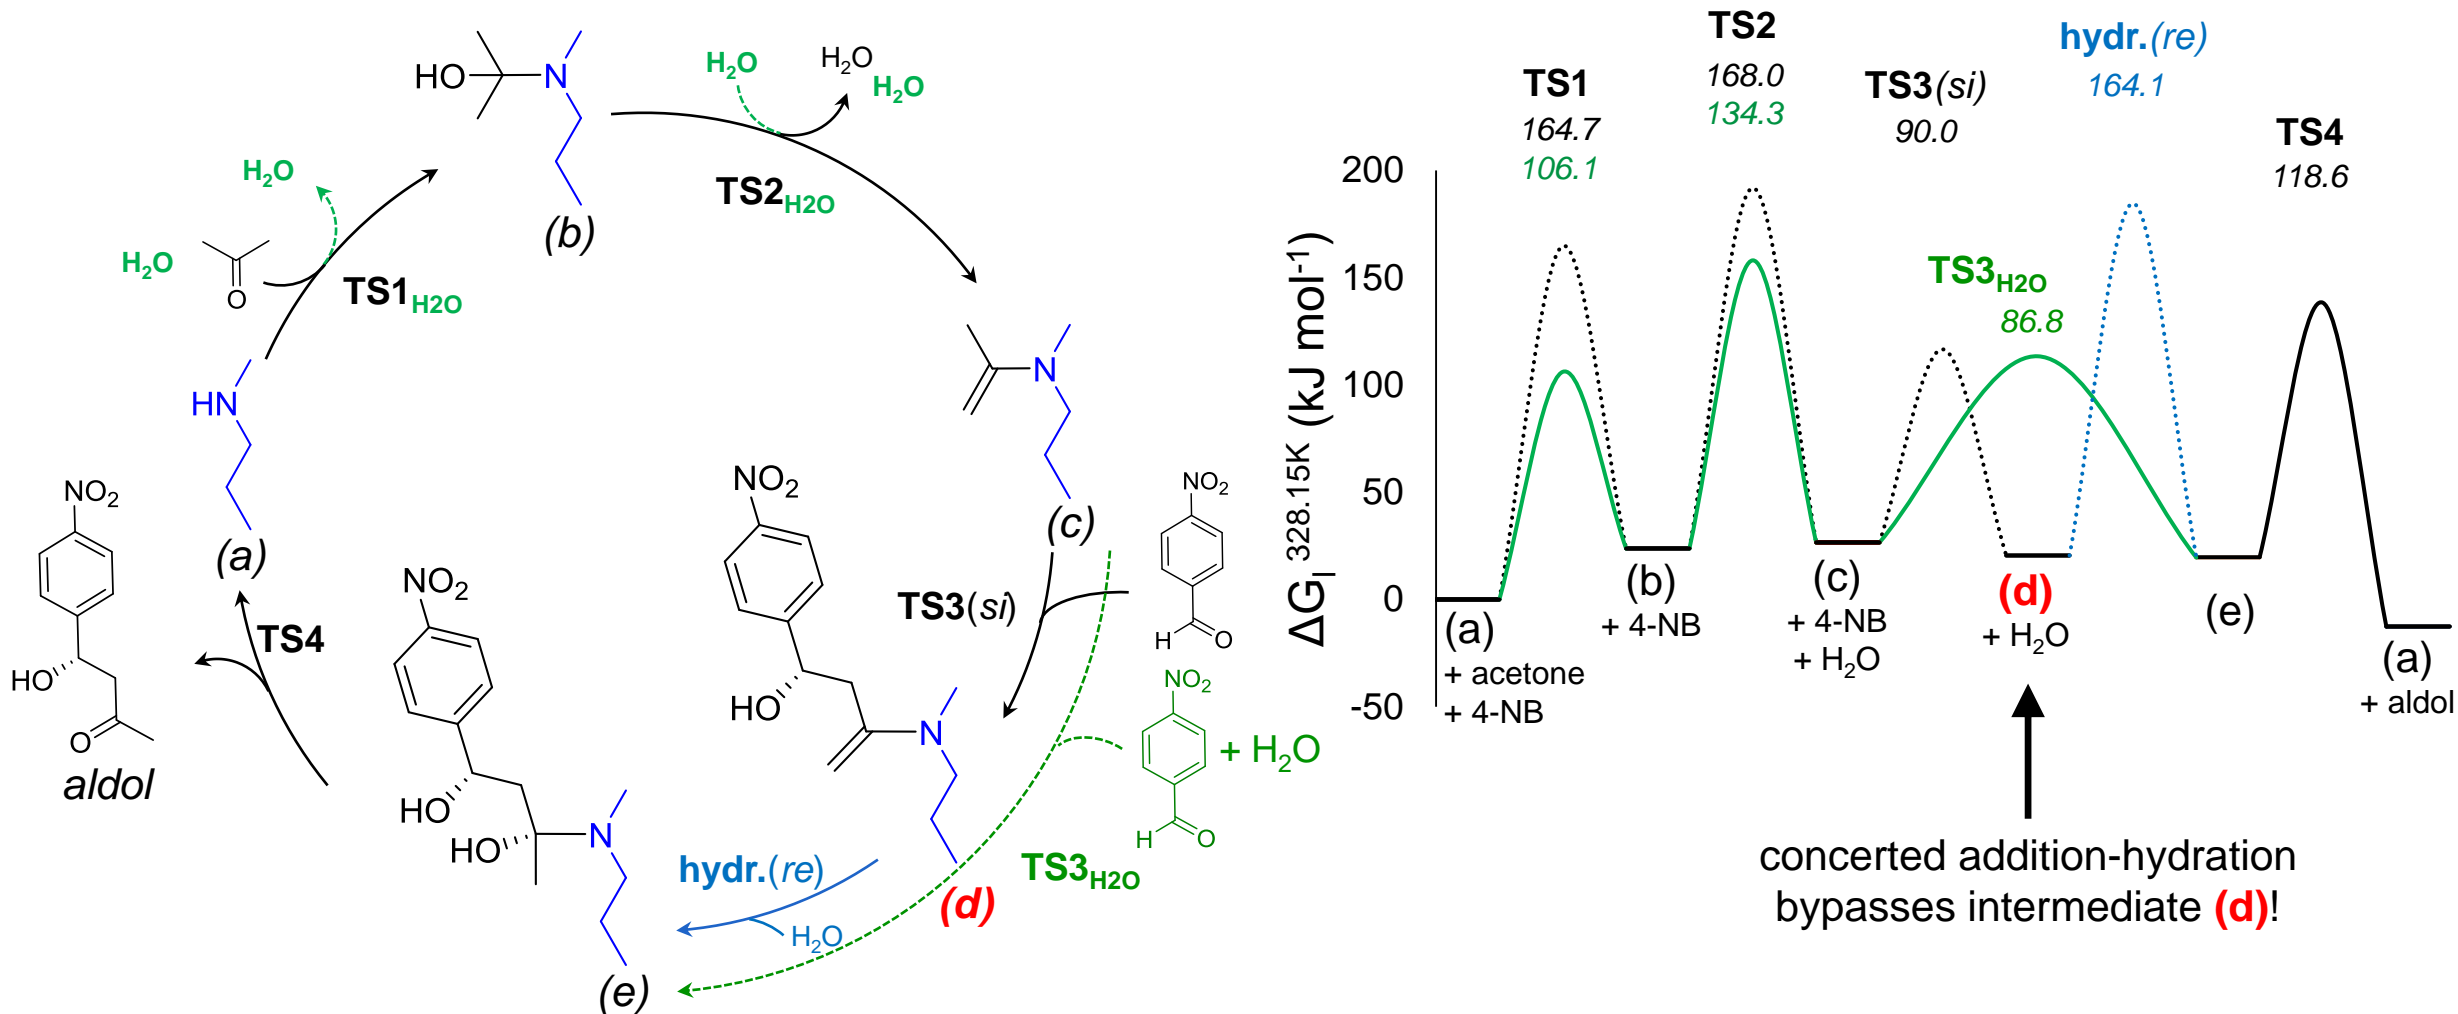 HO
N
(b)
H2O
H2O
H2O
TS2H2O
H2O
H2O
O
TS1H2O
HN
(a)
N
(c)
NO2
H
O
TS3(si)
NO2
HO
N
(d)
NO2
H
O
+ H2O
TS3H2O
hydr.(re)
H2O
NO2
HO
HO
N
(e)
TS4
NO2
HO
O
aldol
TS1
164.7
106.1
TS2
168.0
134.3
TS3(si)
90.0
hydr.(re)
164.1
TS4
118.6
TS3H2O
86.8
ΔGl328.15K (kJ mol-1)
200
150
100
50
0
-50
(a)
+ acetone
+ 4-NB
(b)
+ 4-NB
(c)
+ 4-NB
+ H2O
(d)
+ H2O
(e)
(a)
+ aldol
concerted addition-hydration
bypasses intermediate (d)!